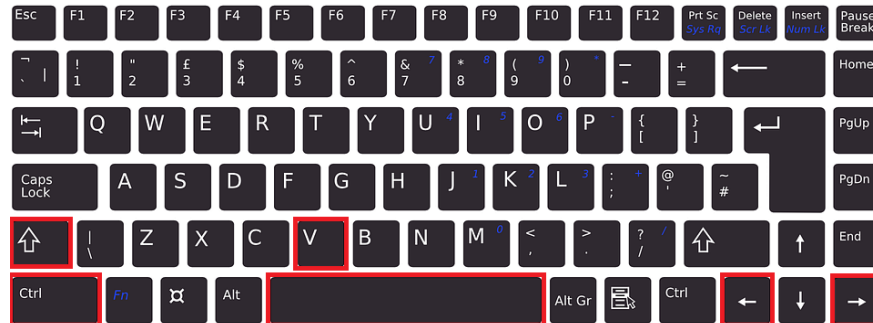 Esc F1 F2 F3 F4 F5 F6 F7 F8 F9 F10 F11 F12 Prt Sc Delete Insert Pause
Sys Rq Scr Lk Num Lk Break
¬ | ! " £ $ % ^ & 7 * 8 ( 9 ) * — + Home
` 1 2 3 4 5 6 7 8 9 0 - =
Q W E R T Y U 4 I 5 O 6 P - { } PgUp
[ ]
Caps A S D F G H J 1 K 2 L 3 : + @ ~ PgDn
Lock ; ' #
| Z X C V B N M 0 < > ? / End
\ , . /
Ctrl Fn Alt Alt Gr Ctrl